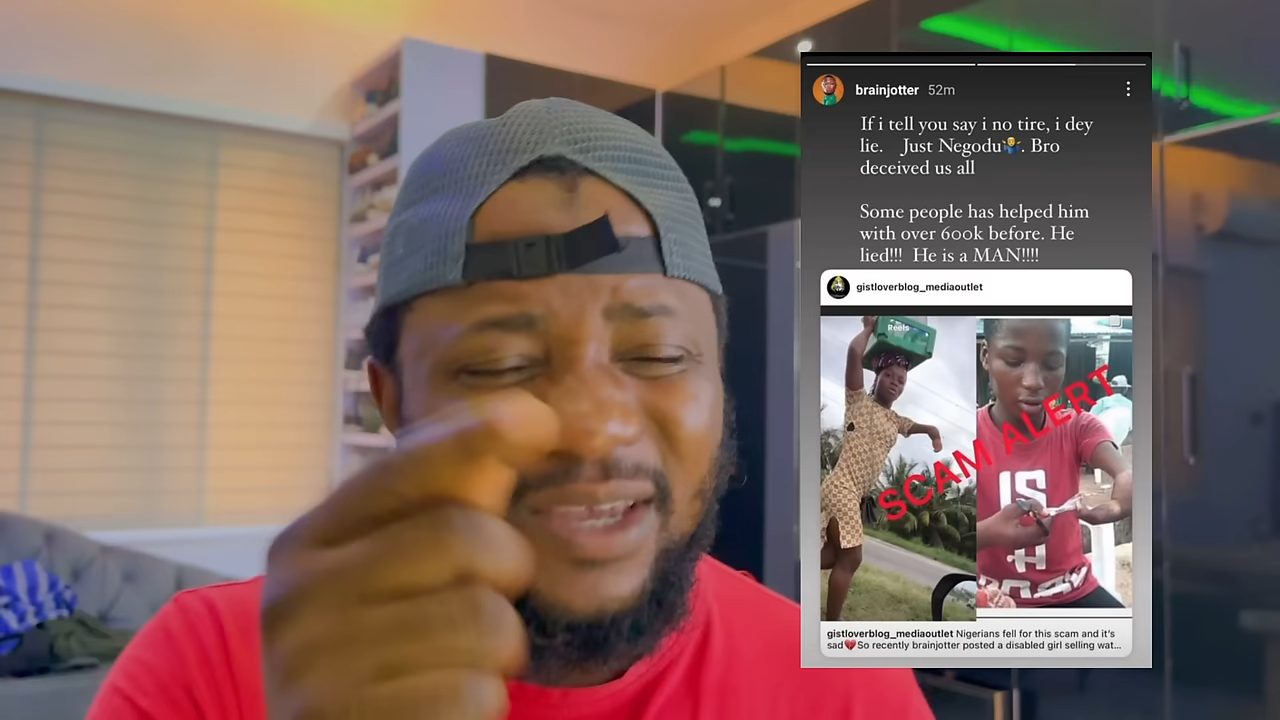 brainjotter 52m
If i tell you say i no tire, i dey
lie. Just Negodu🤷‍♂️. Bro
deceived us all
Some people has helped him
with over 600k before. He
lied!!! He is a MAN!!!!
gistloverblog_mediaoutlet
Reels
SCAM ALERT
IS
H
gistloverblog_mediaoutlet Nigerians fell for this scam and it's
sad💔So recently brainjotter posted a disabled girl selling wat...